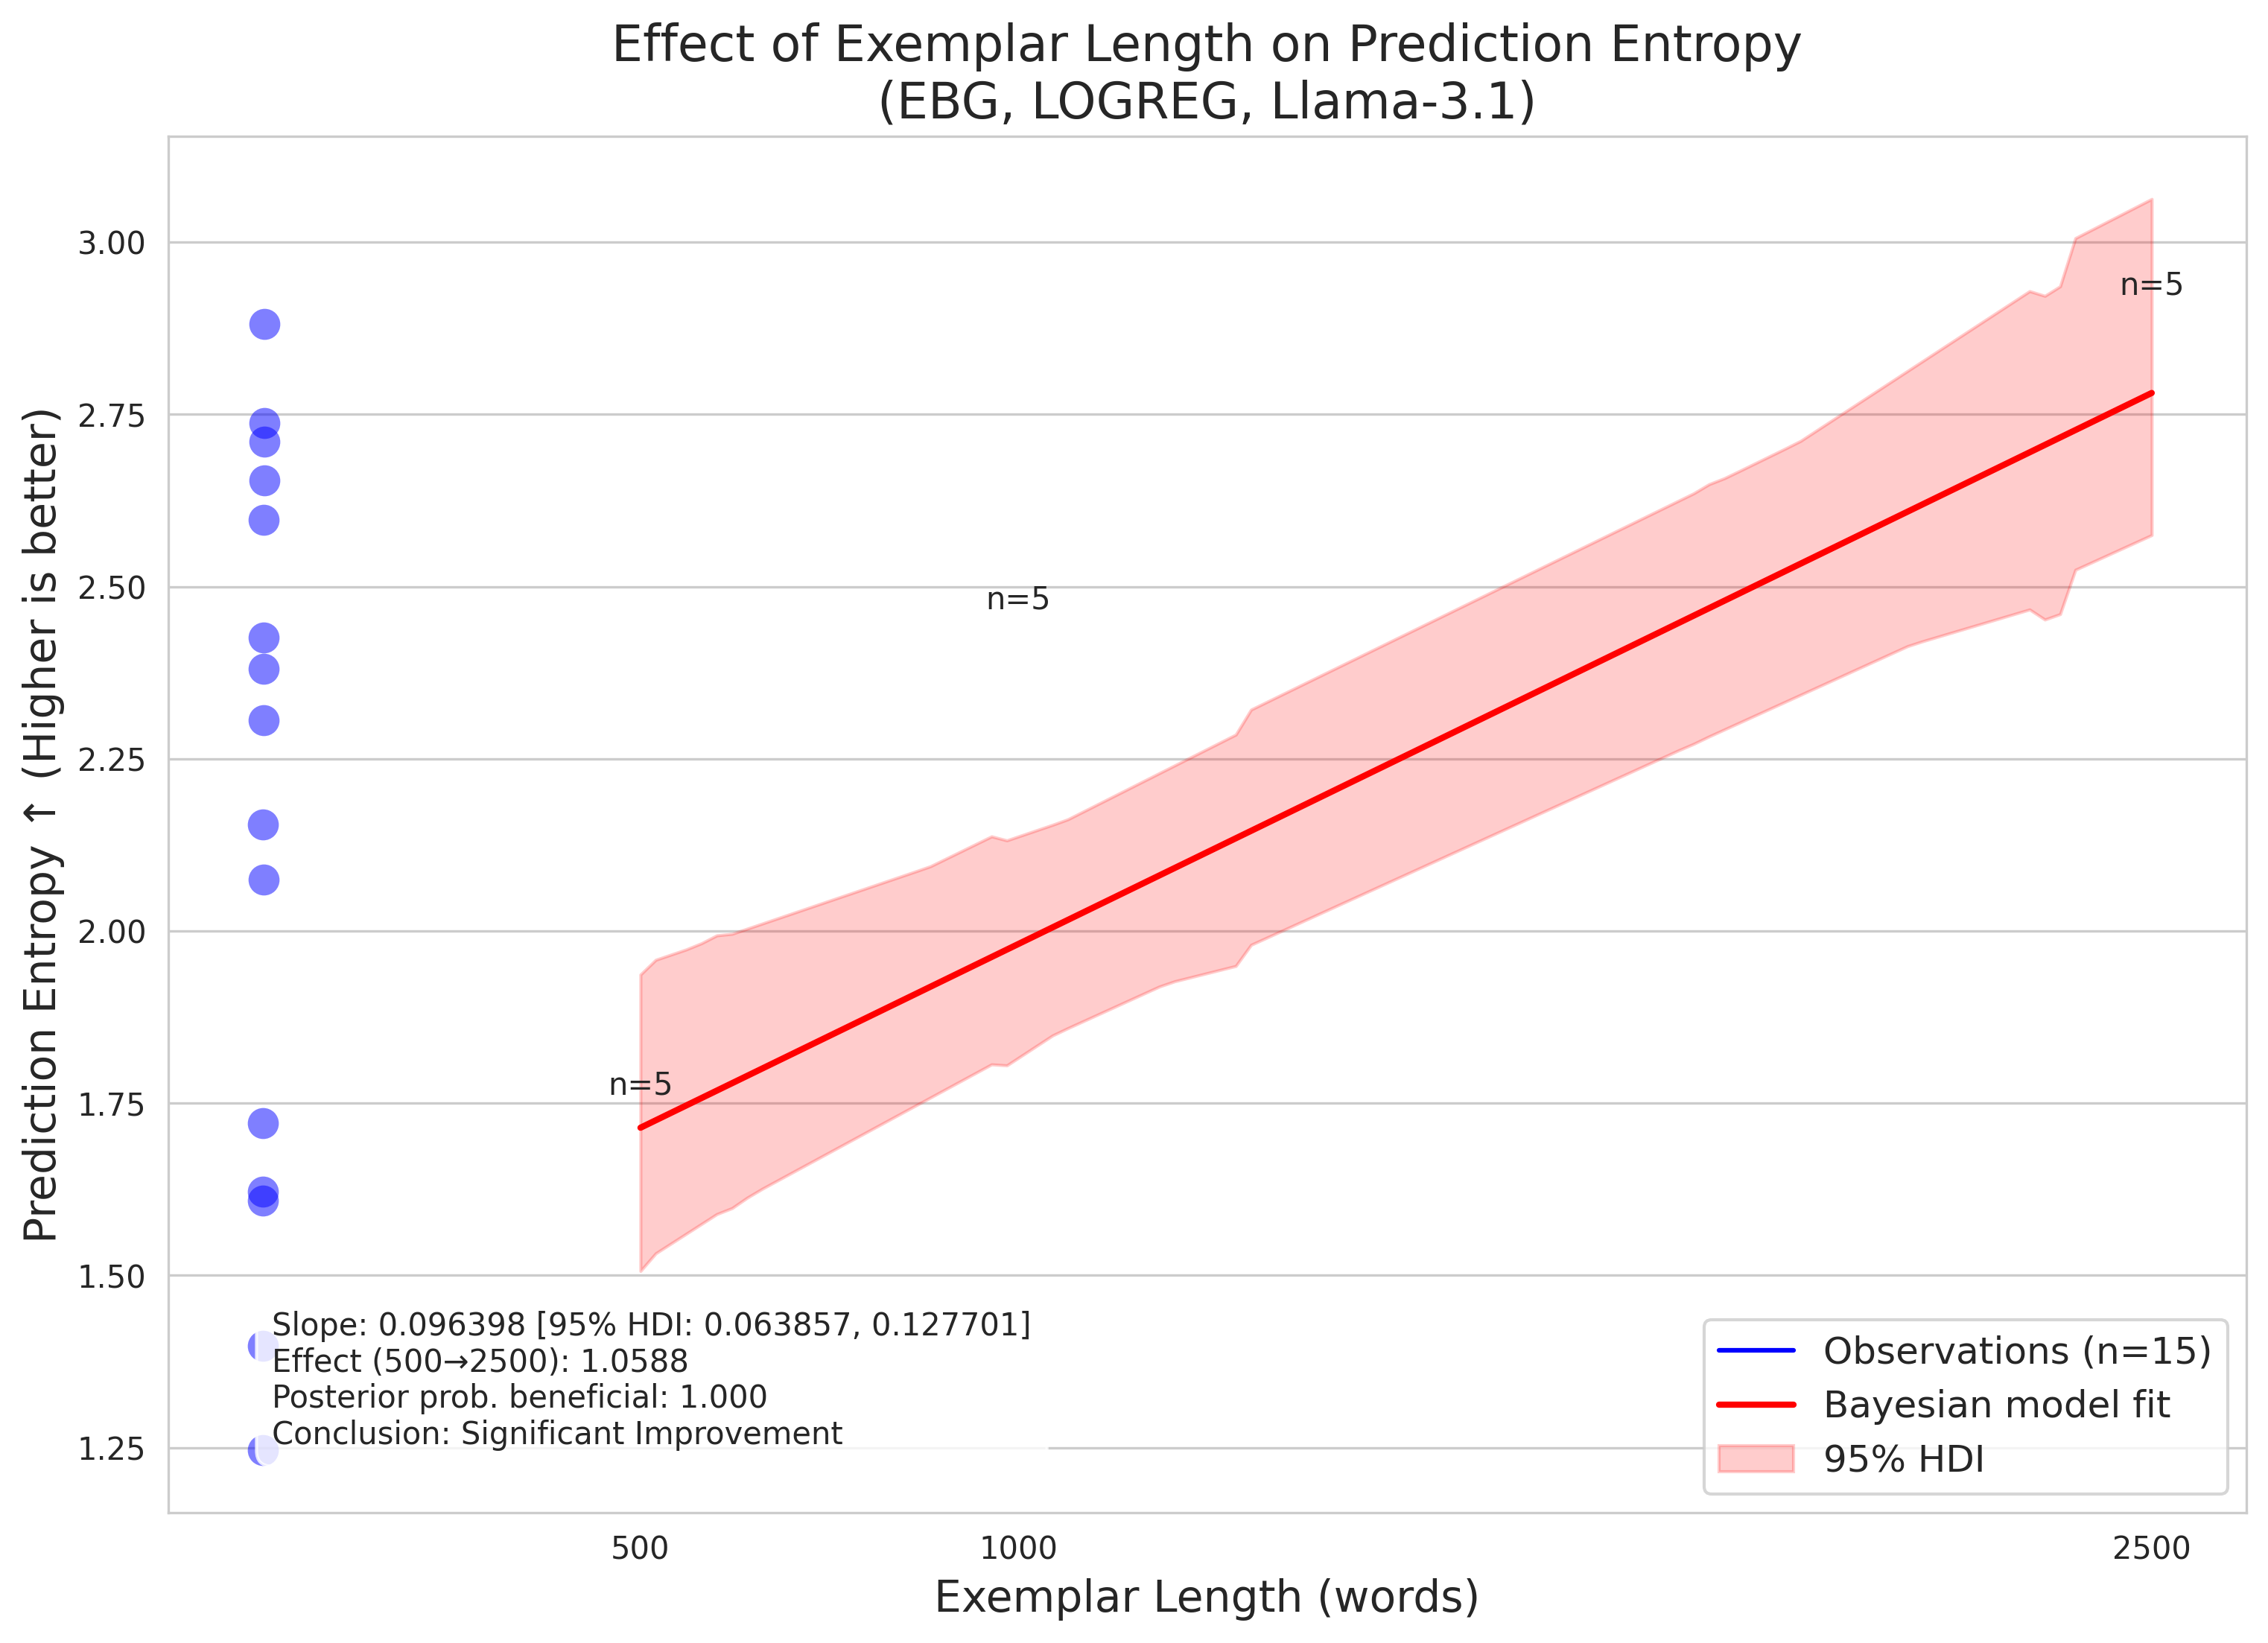 Effect of Exemplar Length on Prediction Entropy
(EBG, LOGREG, Llama-3.1)
Prediction Entropy ↑ (Higher is better)
3.00
2.75
2.50
2.25
2.00
1.75
1.50
1.25
n=5
n=5
n=5
Slope: 0.096398 [95% HDI: 0.063857, 0.127701]
Effect (500→2500): 1.0588
Posterior prob. beneficial: 1.000
Conclusion: Significant Improvement
Observations (n=15)
Bayesian model fit
95% HDI
500
1000
2500
Exemplar Length (words)